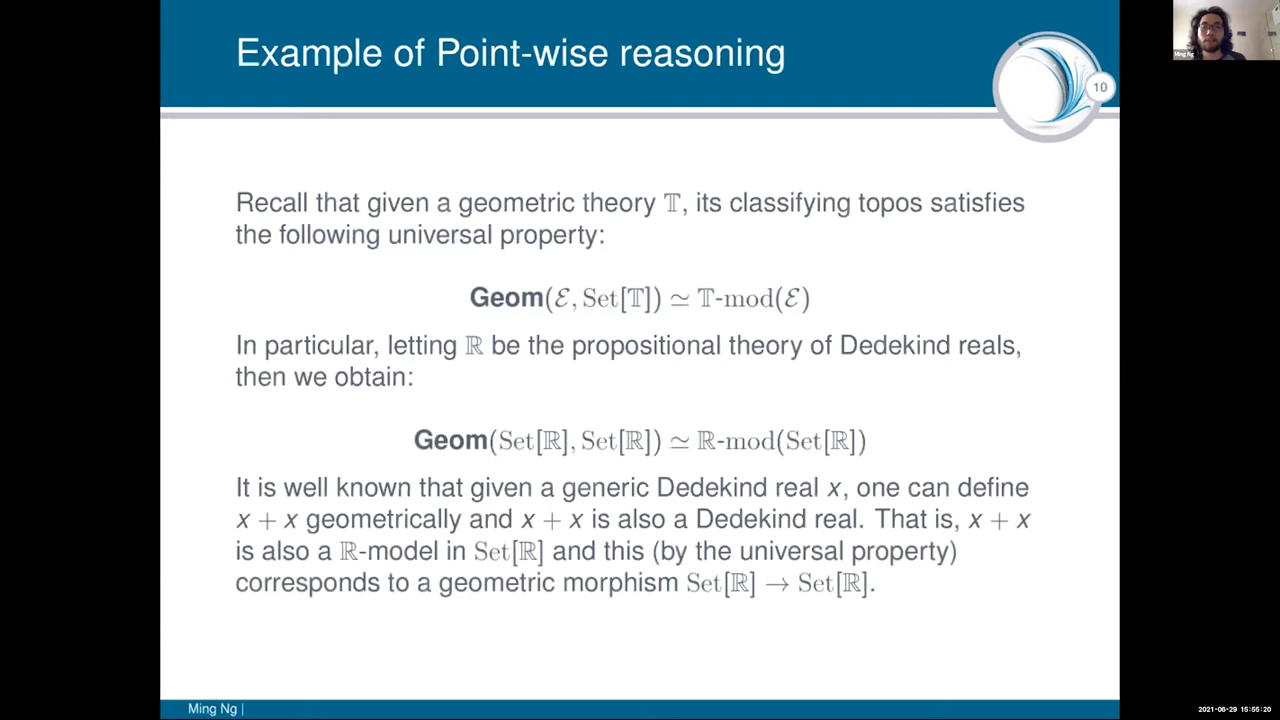 Example of Point-wise reasoning
10
Ming Ng
Recall that given a geometric theory 𝕋, its classifying topos satisfies
the following universal property:
Geom(ℰ, Set[𝕋]) ≃ 𝕋-mod(ℰ)
In particular, letting ℝ be the propositional theory of Dedekind reals,
then we obtain:
Geom(Set[ℝ], Set[ℝ]) ≃ ℝ-mod(Set[ℝ])
It is well known that given a generic Dedekind real x, one can define
x + x geometrically and x + x is also a Dedekind real. That is, x + x
is also a ℝ-model in Set[ℝ] and this (by the universal property)
corresponds to a geometric morphism Set[ℝ] → Set[ℝ].
Ming Ng |
2021-06-29 15:55:20